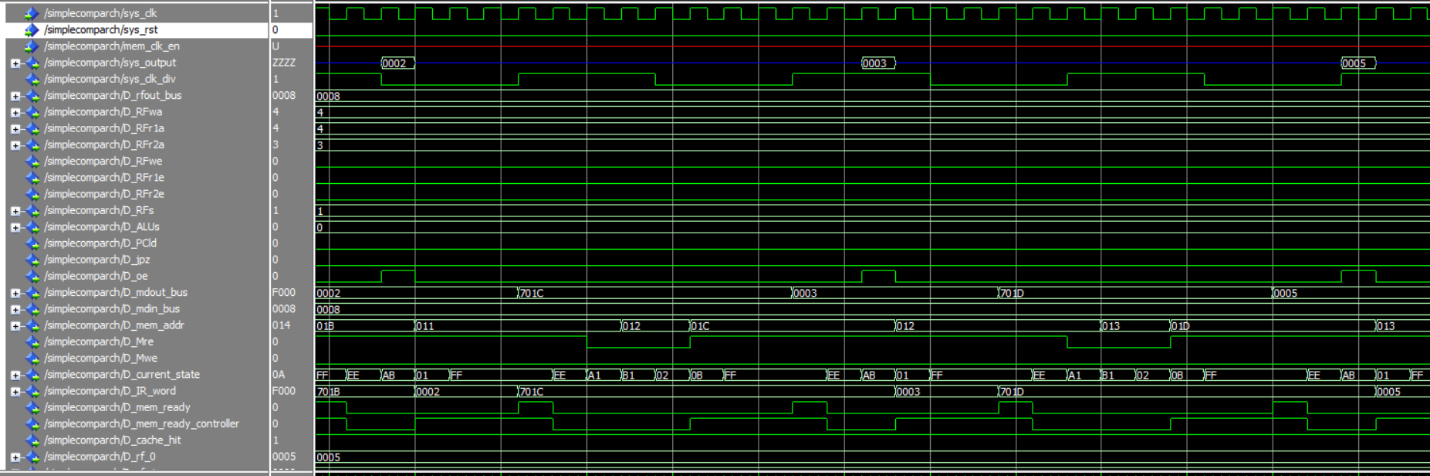 /simplecomparch/sys_clk 1
/simplecomparch/sys_rst 0
/simplecomparch/mem_clk_en U
/simplecomparch/sys_output ZZZZ 0002 0003 0005
/simplecomparch/sys_clk_div 1
/simplecomparch/D_rfout_bus 0008 0008
/simplecomparch/D_RFwa 4 4
/simplecomparch/D_RFr1a 4 4
/simplecomparch/D_RFr2a 3 3
/simplecomparch/D_RFwe 0
/simplecomparch/D_RFr1e 0
/simplecomparch/D_RFr2e 0
/simplecomparch/D_RFs 1 1
/simplecomparch/D_ALUs 0 0
/simplecomparch/D_PCld 0
/simplecomparch/D_jpz 0
/simplecomparch/D_oe 0
/simplecomparch/D_mdout_bus F000 0002 701C 0003 701D 0005
/simplecomparch/D_mdin_bus 0008 0008
/simplecomparch/D_mem_addr 014 01B 011 012 01C 012 013 01D 013
/simplecomparch/D_Mre 0
/simplecomparch/D_Mwe 0
/simplecomparch/D_current_state 0A FF EE AB 01 FF EE A1 B1 02 0B FF EE AB 01 FF EE A1 B1 02 0B FF EE AB 01 FF
/simplecomparch/D_IR_word F000 701B 0002 701C 0003 701D 0005
/simplecomparch/D_mem_ready 0
/simplecomparch/D_mem_ready_controller 0
/simplecomparch/D_cache_hit 1
/simplecomparch/D_rf_0 0005 0005